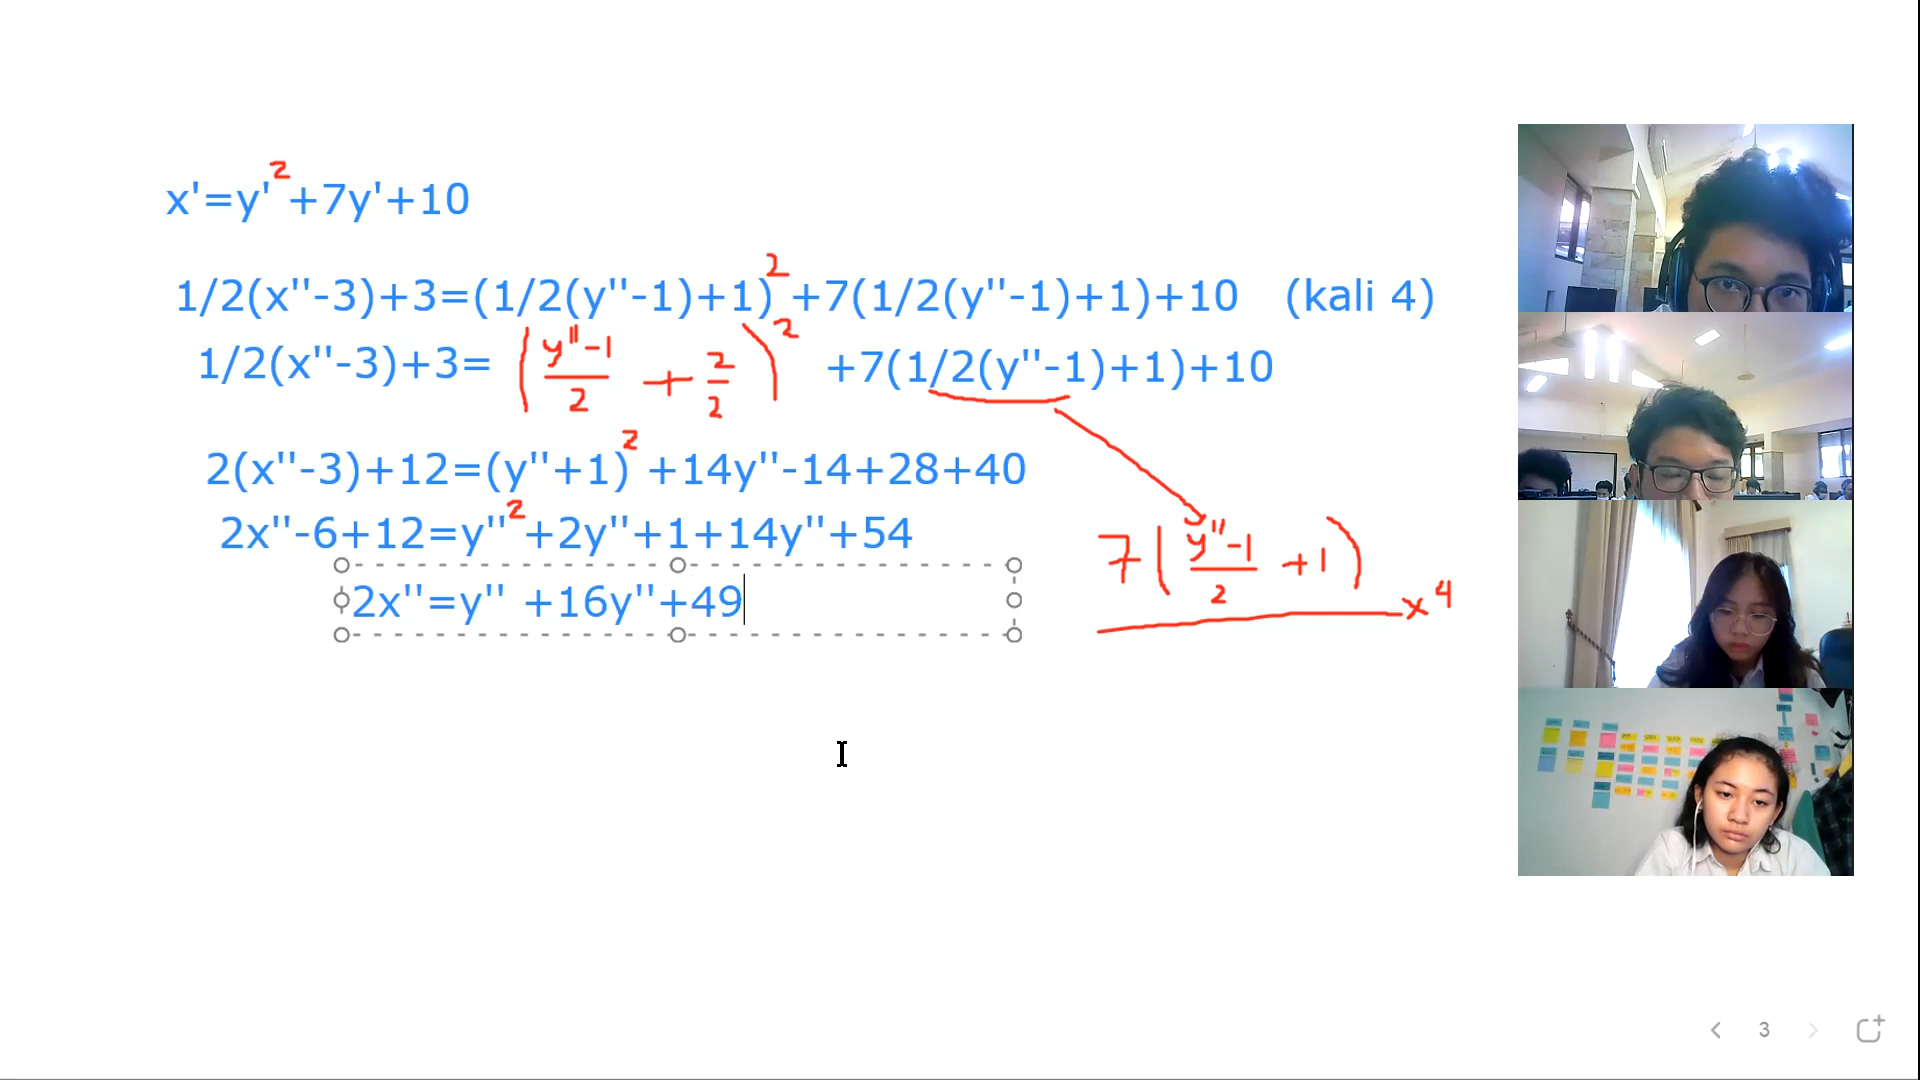 x'=y'²+7y'+10
1/2(x''-3)+3=(1/2(y''-1)+1)²+7(1/2(y''-1)+1)+10 (kali 4)
1/2(x''-3)+3= (y''-1/2 + 2/2)² +7(1/2(y''-1)+1)+10
2(x''-3)+12=(y''+1)²+14y''-14+28+40
2x''-6+12=y''²+2y''+1+14y''+54
2x''=y'' +16y''+49
7(y''-1/2 +1)
x4
3